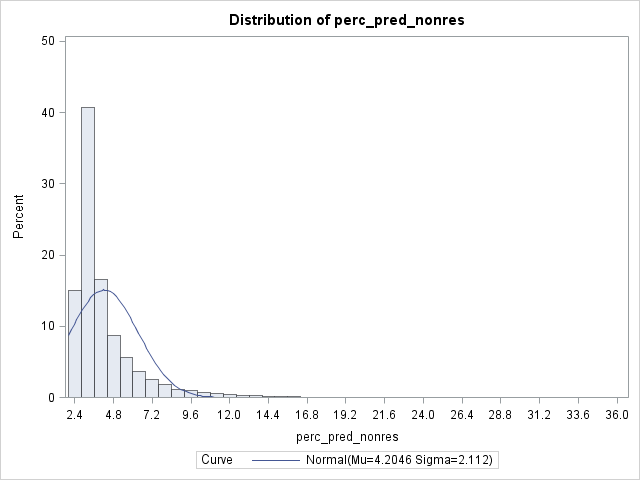 Distribution of perc_pred_nonres
50
40
30
20
10
0
Percent
2.4 4.8 7.2 9.6 12.0 14.4 16.8 19.2 21.6 24.0 26.4 28.8 31.2 33.6 36.0
perc_pred_nonres
Curve Normal(Mu=4.2046 Sigma=2.112)